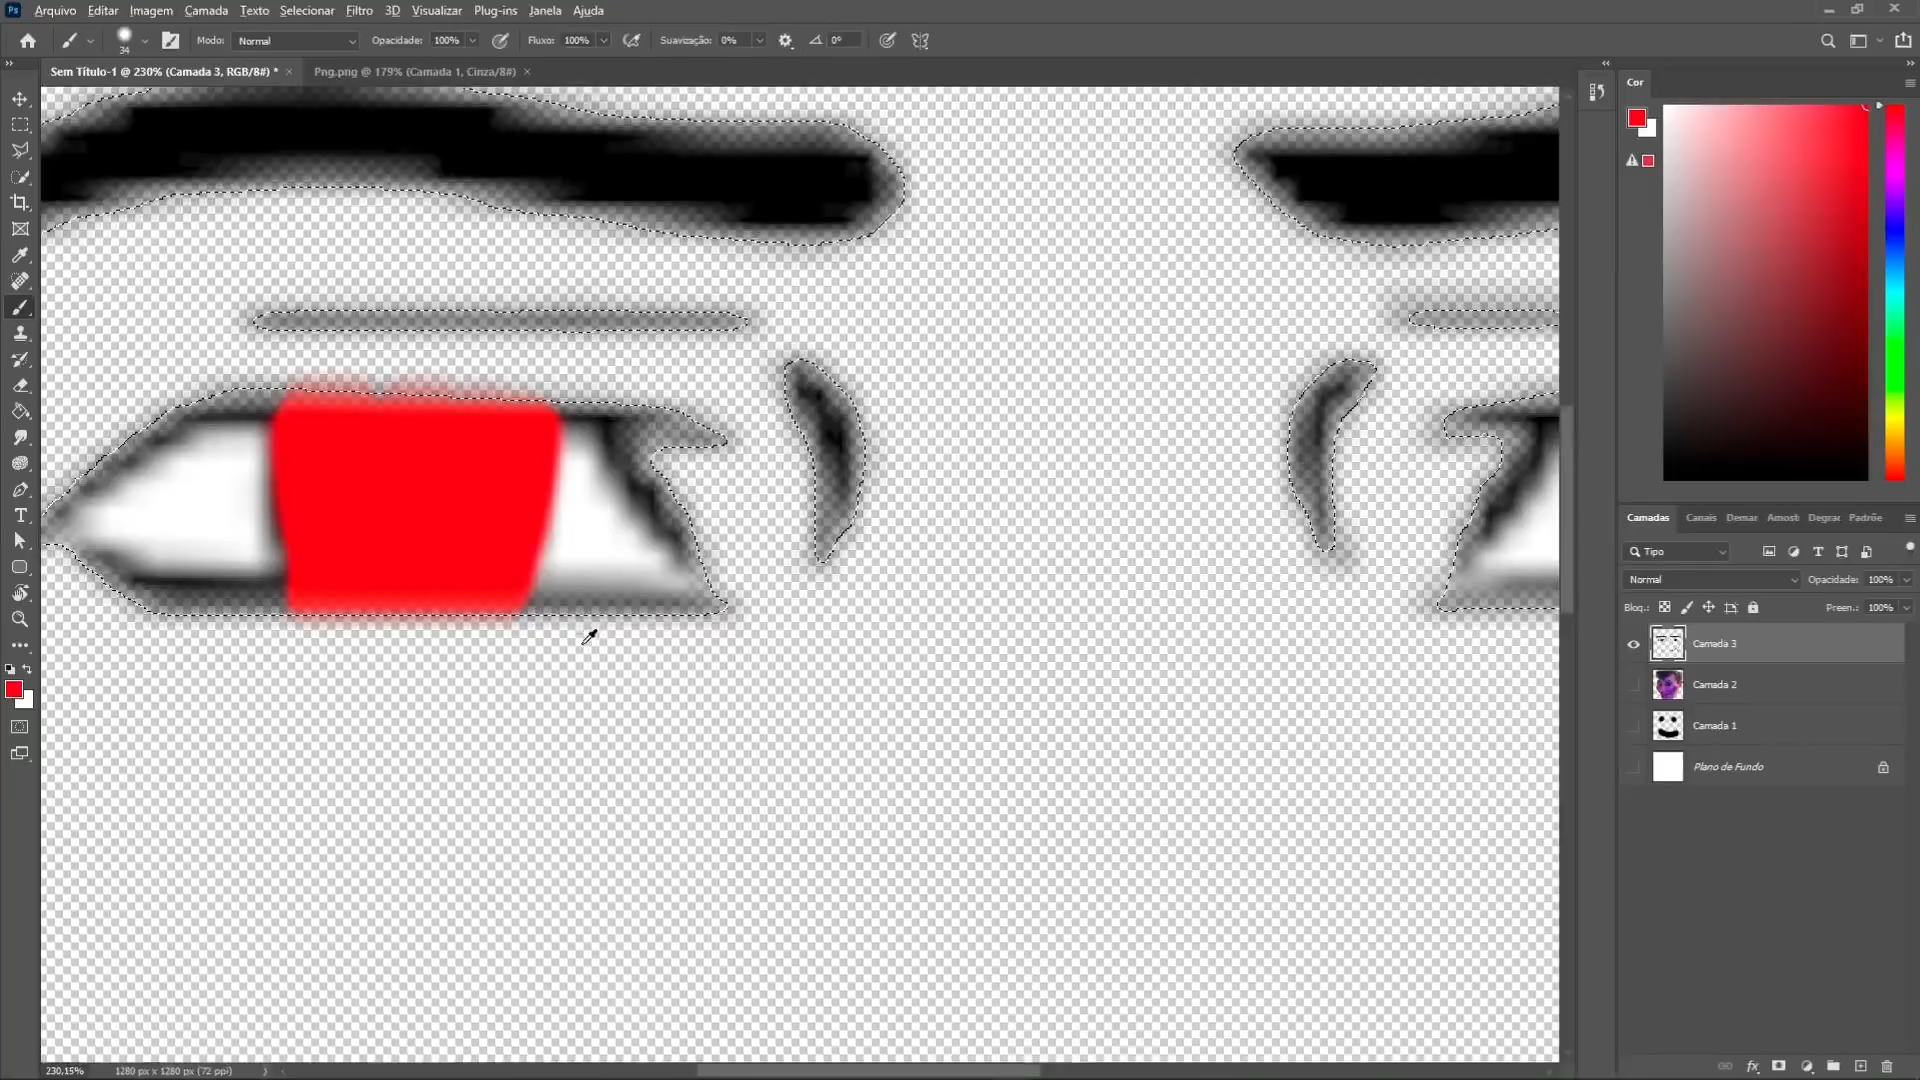 Ps Arquivo Editar Imagem Camada Texto Selecionar Filtro 3D Visualizar Plug-ins Janela Ajuda
34 Modo: Normal Opacidade: 100% Fluxo: 100% Suavização: 0% 0°
Sem Título-1 @ 230% (Camada 3, RGB/8#) * × Png.png @ 179% (Camada 1, Cinza/8#) ×
Cor
Camadas Canais Demar Amost Degrac Padrõe
Tipo
Normal Opacidade: 100%
Bloq.: Preen.: 100%
Camada 3
Camada 2
Camada 1
Plano de Fundo
230,15% 1280 px x 1280 px (72 ppi)